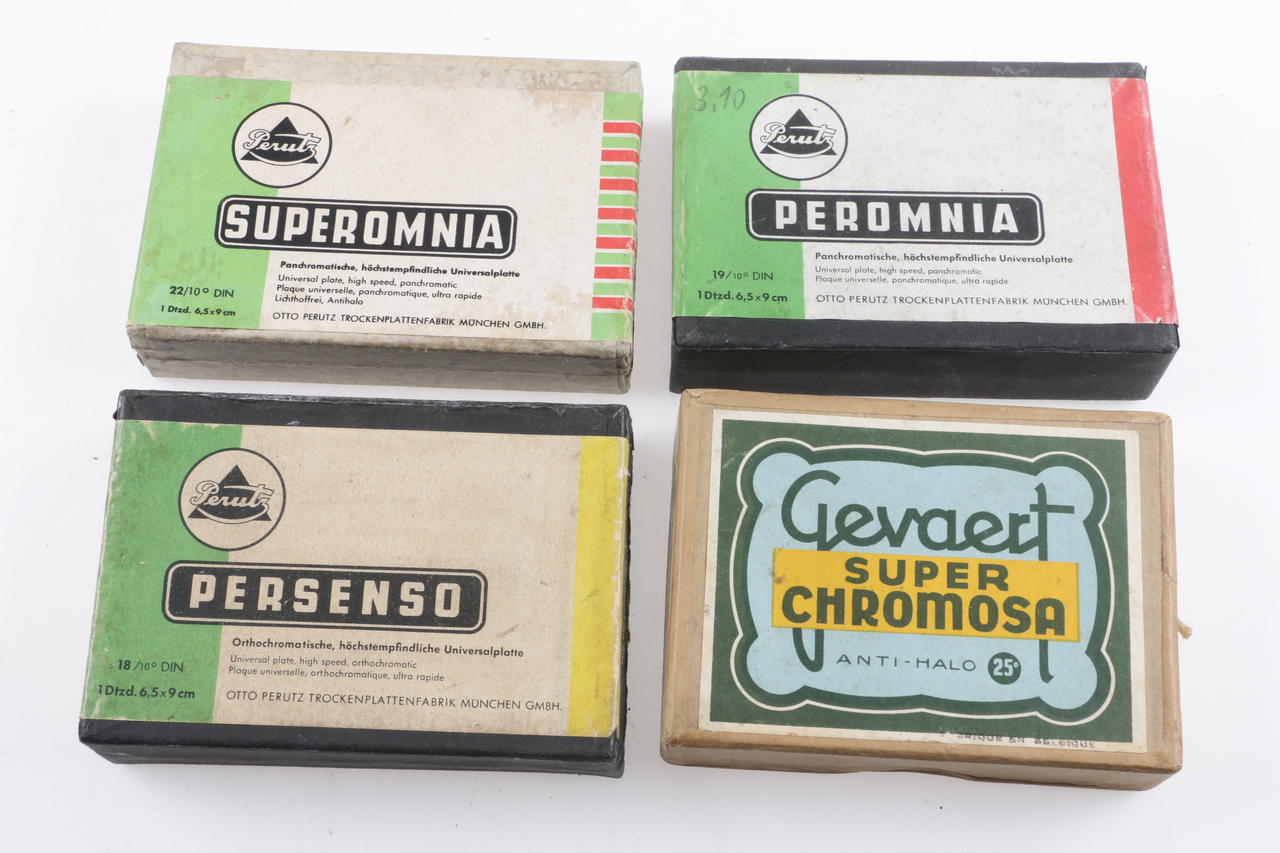 Perutz
SUPEROMNIA
Panchromatische, höchstempfindliche Universalplatte
Universal plate, high speed, panchromatic
Plaque universelle, panchromatique, ultra rapide
Lichthoffrei, Antihalo
22/10° DIN
1 Dtzd. 6,5x9 cm
OTTO PERUTZ TROCKENPLATTENFABRIK MÜNCHEN GMBH.
3,10
Perutz
PEROMNIA
Panchromatische, höchstempfindliche Universalplatte
Universal plate, high speed, panchromatic
Plaque universelle, panchromatique, ultra rapide
19/10° DIN
1 Dtzd. 6,5x9 cm
OTTO PERUTZ TROCKENPLATTENFABRIK MÜNCHEN GMBH.
Perutz
PERSENSO
Orthochromatische, höchstempfindliche Universalplatte
Universal plate, high speed, orthochromatic
Plaque universelle, orthochromatique, ultra rapide
18/10° DIN
1 Dtzd. 6,5x9 cm
OTTO PERUTZ TROCKENPLATTENFABRIK MÜNCHEN GMBH.
Gevaert
SUPER
CHROMOSA
ANTI-HALO 25°
EN BELGIQUE